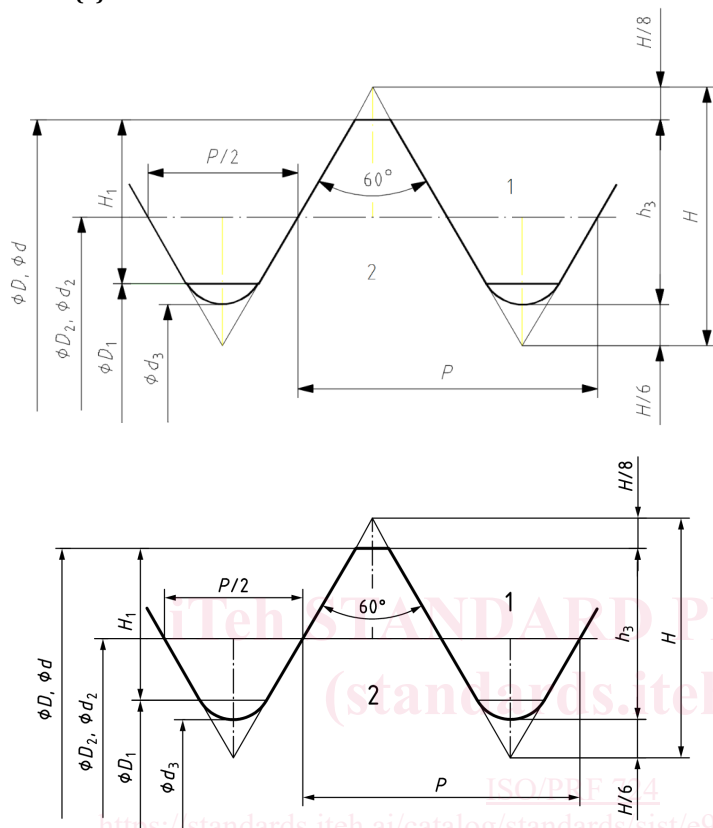 H/8
P/2
60°
1
H₁
h₃
H
2
ϕD, ϕd
ϕD₂, ϕd₂
ϕD₁
ϕd₃
P
H/6
H/8
P/2
60°
1
H₁
h₃
H
iTeh STANDARD P
ϕD, ϕd
2
(standards.iteh
ϕD₂, ϕd₂
ϕD₁
ϕd₃
P
ISO/PRF 724
H/6
https://standards.iteh.ai/catalog/standards/sist/e9